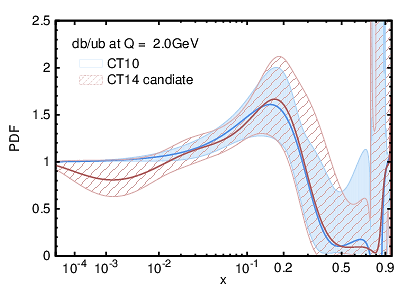 2.5
db/ub at Q = 2.0GeV
CT10
CT14 candiate
2
1.5
PDF
1
0.5
0
10⁻⁴ 10⁻³ 10⁻² 10⁻¹ 0.2 0.5 0.9
x